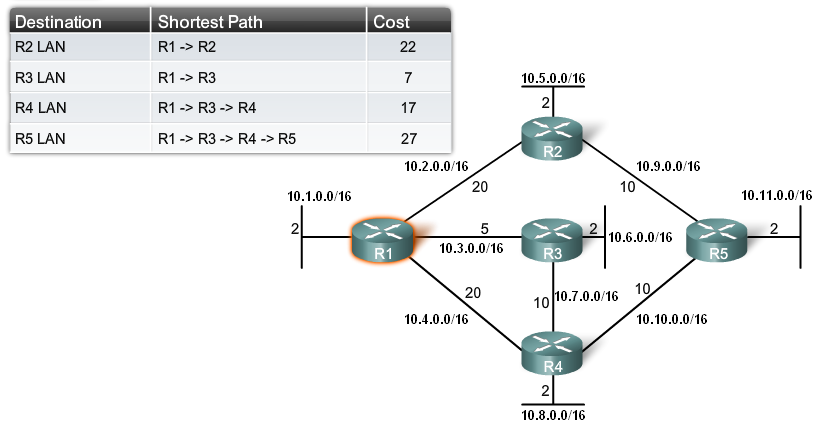 Destination Shortest Path Cost
R2 LAN R1 -> R2 22
R3 LAN R1 -> R3 7
R4 LAN R1 -> R3 -> R4 17
R5 LAN R1 -> R3 -> R4 -> R5 27
10.5.0.0/16
2
R2
10.2.0.0/16
20
10.9.0.0/16
10
10.1.0.0/16
2
R1
5
10.3.0.0/16
R3
2
10.6.0.0/16
10.11.0.0/16
R5
2
20
10.4.0.0/16
10
10.7.0.0/16
10
10.10.0.0/16
R4
2
10.8.0.0/16